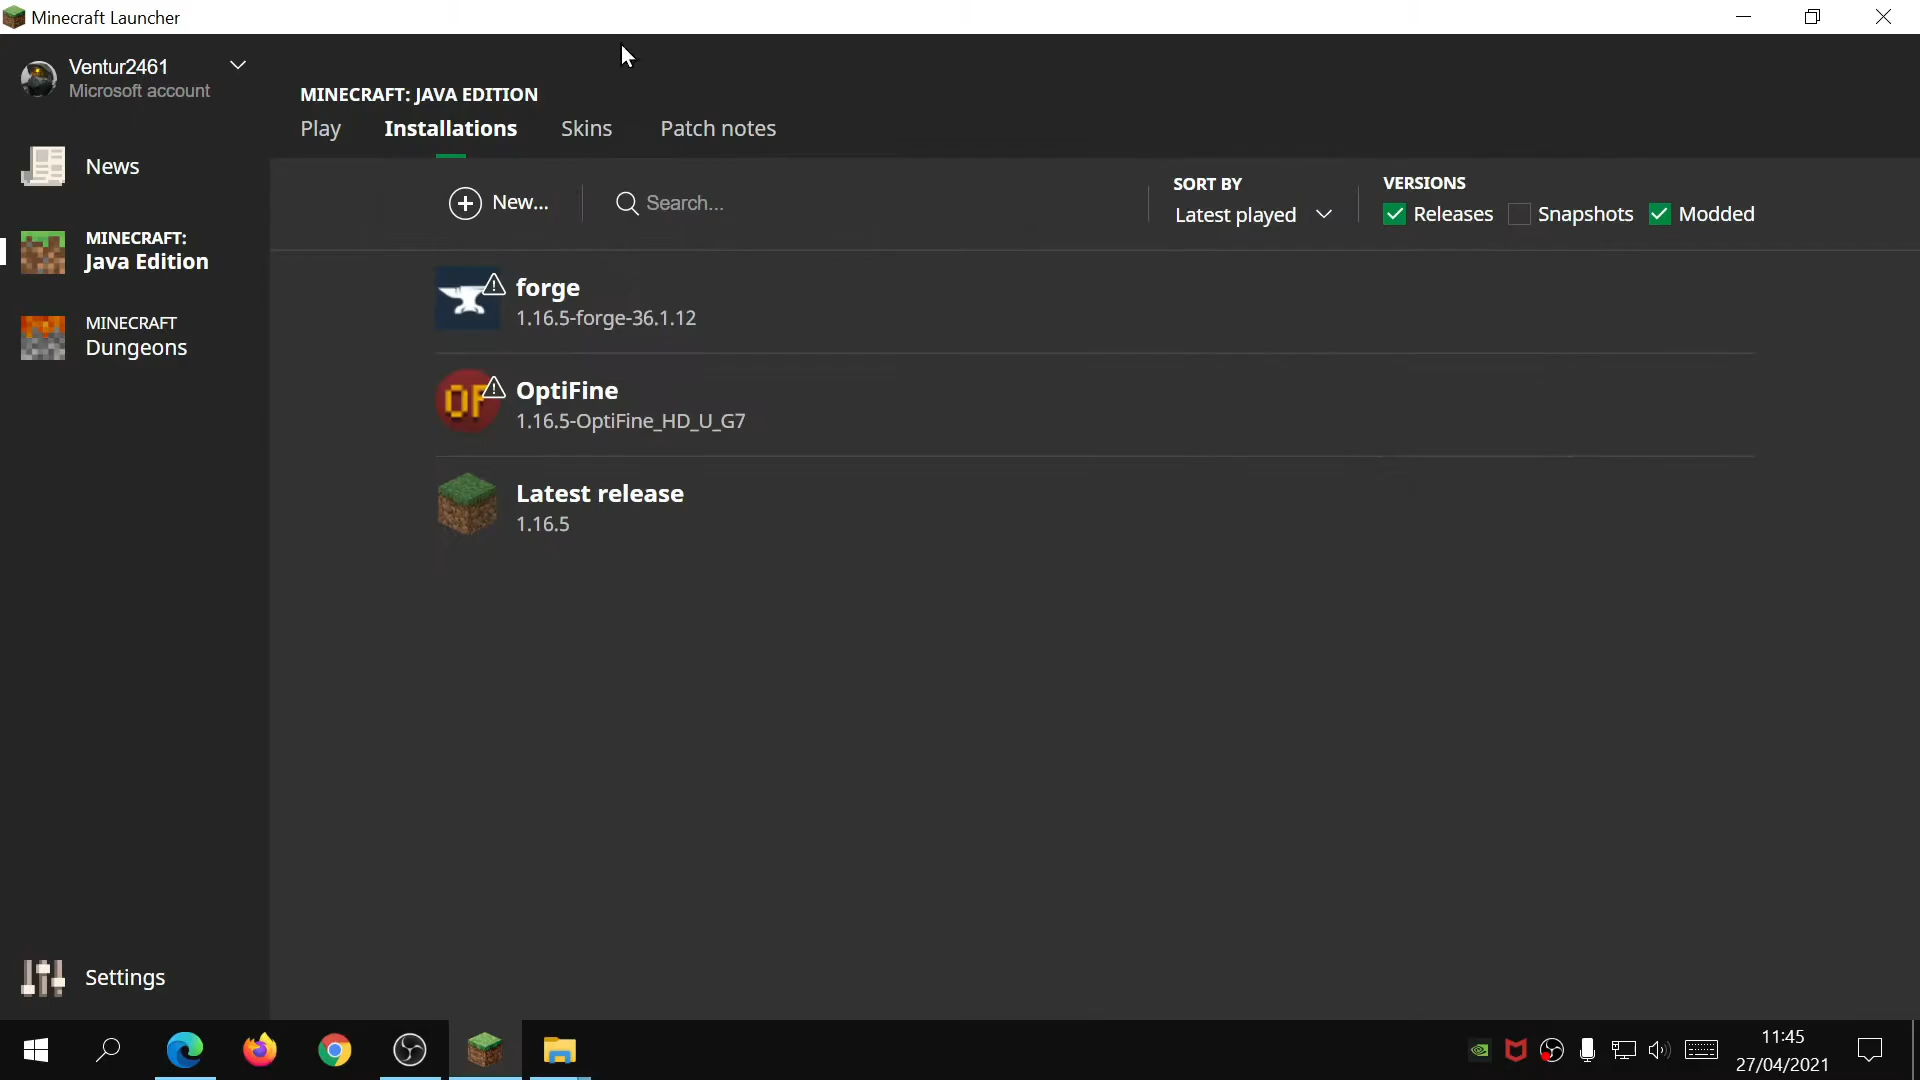 Minecraft Launcher
Ventur2461
Microsoft account
News
MINECRAFT:
Java Edition
MINECRAFT
Dungeons
Settings
MINECRAFT: JAVA EDITION
Play Installations Skins Patch notes
New... Search...
SORT BY
Latest played
VERSIONS
Releases Snapshots Modded
forge
1.16.5-forge-36.1.12
OF
OptiFine
1.16.5-OptiFine_HD_U_G7
Latest release
1.16.5
11:45
27/04/2021